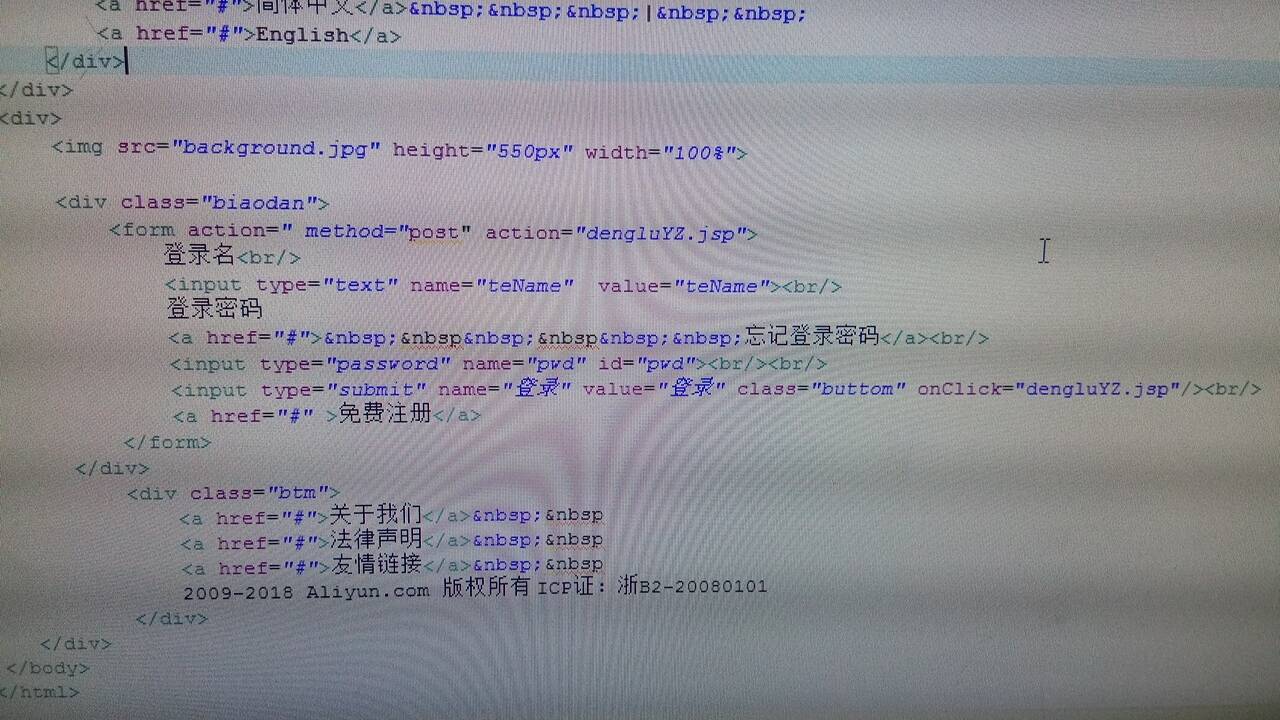 <a href="#">简体中文</a>&nbsp;&nbsp;&nbsp;|&nbsp;&nbsp;
<a href="#">English</a>
</div>
</div>
<div>
<img src="background.jpg" height="550px" width="100%">
<div class="biaodan">
<form action=" method="post" action="dengluYZ.jsp">
登录名<br/>
<input type="text" name="teName"  value="teName"><br/>
登录密码
<a href="#">&nbsp;&nbsp&nbsp;&nbsp&nbsp;&nbsp;忘记登录密码</a><br/>
<input type="password" name="pwd" id="pwd"><br/><br/>
<input type="submit" name="登录" value="登录" class="buttom" onClick="dengluYZ.jsp"/><br/>
<a href="#" >免费注册</a>
</form>
</div>
<div class="btm">
<a href="#">关于我们</a>&nbsp;&nbsp
<a href="#">法律声明</a>&nbsp;&nbsp
<a href="#">友情链接</a>&nbsp;&nbsp
2009-2018 Aliyun.com 版权所有 ICP证：浙B2-20080101
</div>
</div>
</body>
</html>